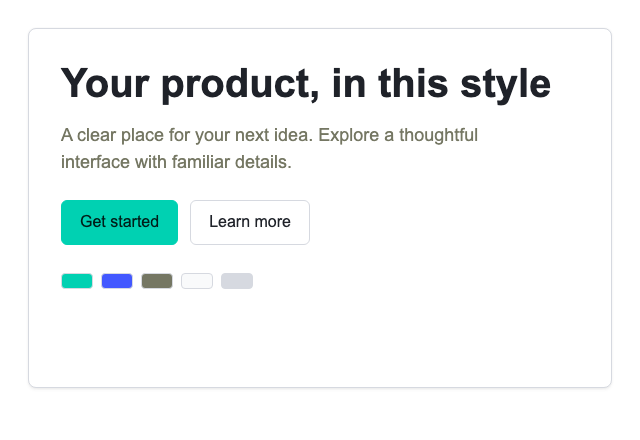 Your product, in this style
A clear place for your next idea. Explore a thoughtful
interface with familiar details.
Get started
Learn more